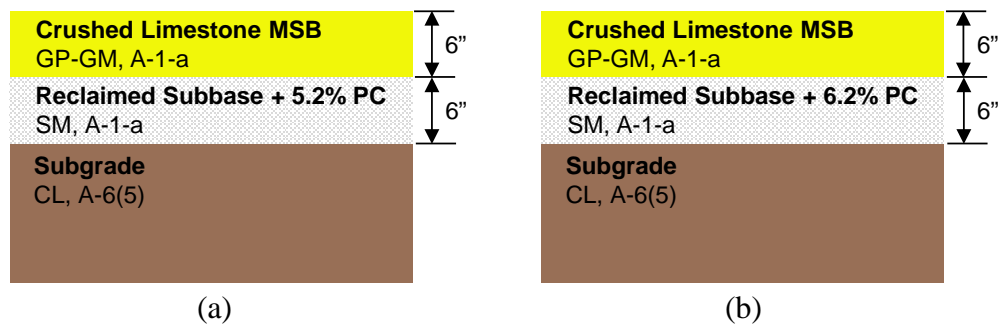 Crushed Limestone MSB
GP-GM, A-1-a
6”
Reclaimed Subbase + 5.2% PC
SM, A-1-a
6”
Subgrade
CL, A-6(5)
(a)
Crushed Limestone MSB
GP-GM, A-1-a
6”
Reclaimed Subbase + 6.2% PC
SM, A-1-a
6”
Subgrade
CL, A-6(5)
(b)